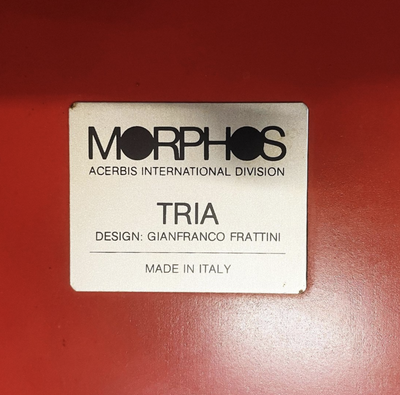 MORPHOS
ACERBIS INTERNATIONAL DIVISION
TRIA
DESIGN: GIANFRANCO FRATTINI
MADE IN ITALY